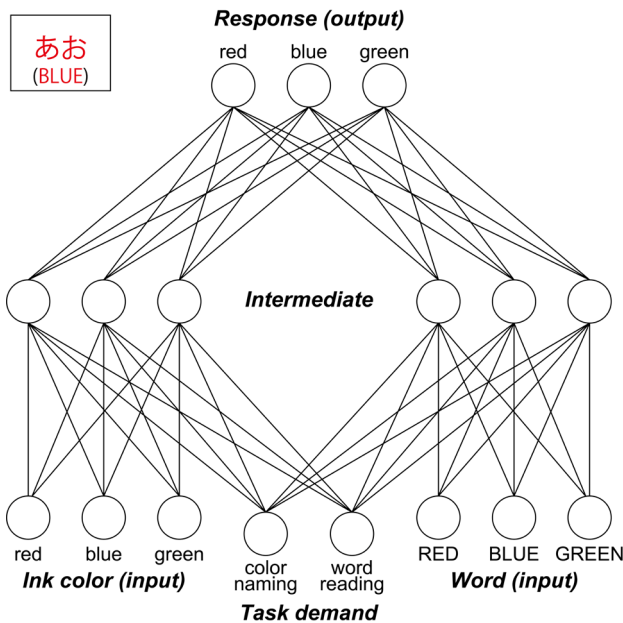 Response (output)
あお
(BLUE)
red blue green
Intermediate
red blue green
color naming
word reading
RED BLUE GREEN
Ink color (input)
Word (input)
Task demand